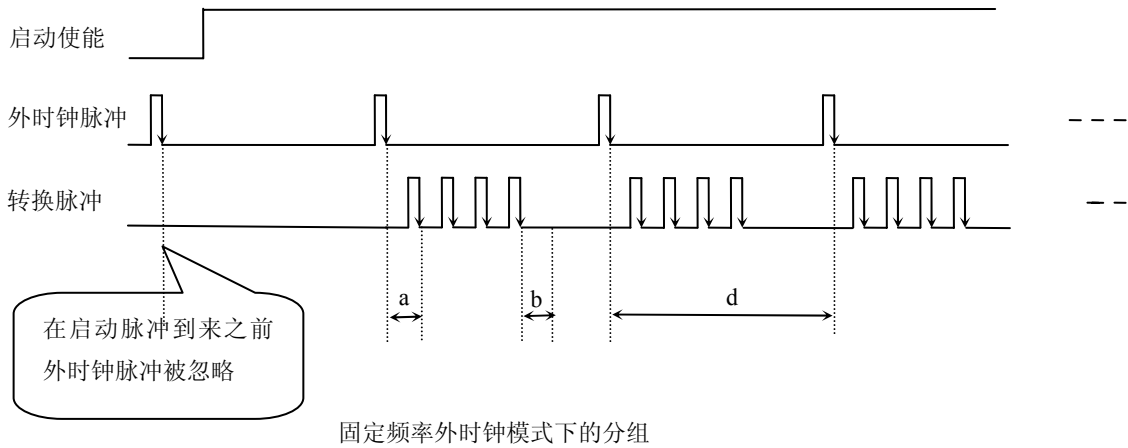 启动使能
外时钟脉冲
转换脉冲
a
b
d
在启动脉冲到来之前
外时钟脉冲被忽略
固定频率外时钟模式下的分组